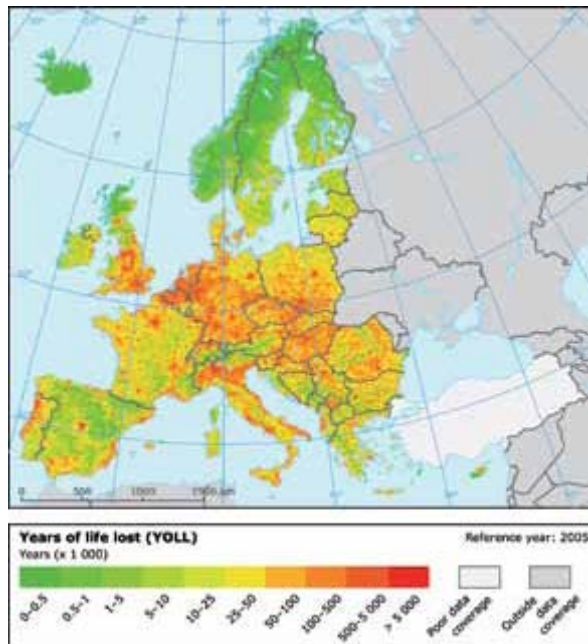 0 500 1000 1500 km
Years of life lost (YOLL)
Reference year: 2005
Years (x 1 000)
0–0.5
0.5–1
1–5
5–10
10–25
25–50
50–100
100–500
500–5 000
> 5 000
Poor data
coverage
Outside
data
coverage